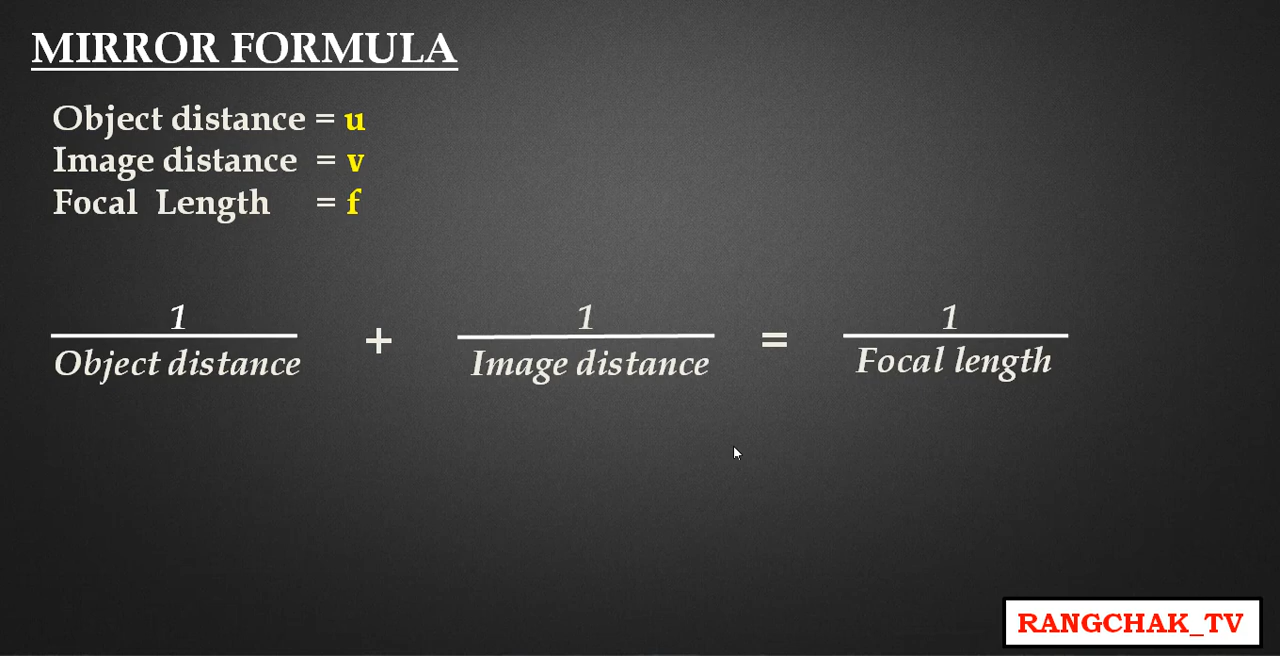 MIRROR FORMULA
Object distance = u
Image distance = v
Focal Length = f
1 / Object distance + 1 / Image distance = 1 / Focal length
RANGCHAK_TV